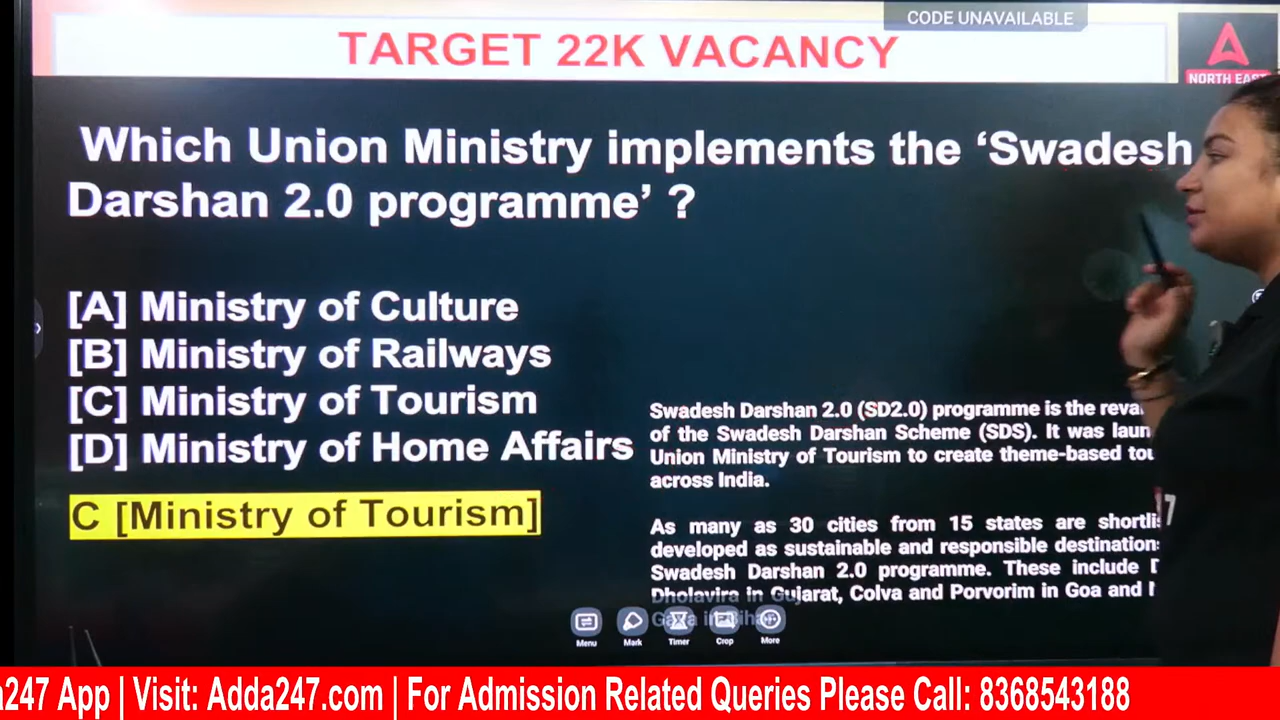 CODE UNAVAILABLE
TARGET 22K VACANCY
NORTH EAST
Which Union Ministry implements the ‘Swadesh
Darshan 2.0 programme’ ?
[A] Ministry of Culture
[B] Ministry of Railways
[C] Ministry of Tourism
[D] Ministry of Home Affairs
C [Ministry of Tourism]
Swadesh Darshan 2.0 (SD2.0) programme is the
of the Swadesh Darshan Scheme (SDS). It was
Union Ministry of Tourism to create theme-based
across India.
As many as 30 cities from 15 states are
developed as sustainable and responsible
Swadesh Darshan 2.0 programme. These include
Dholavira in Gujarat, Colva and Porvorim in Goa and
7
Menu
Mark
Timer
Crop
More
a247 App | Visit: Adda247.com | For Admission Related Queries Please Call: 8368543188